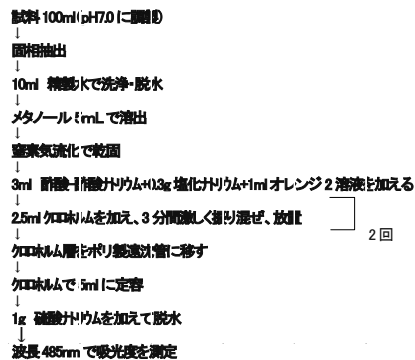 試料 100ml(pH7.0 に調整)
↓
固相抽出
↓
10ml 精製水で洗浄・脱水
↓
メタノール 5mL で溶出
↓
窒素気流化で乾固
↓
3ml 酢酸-酢酸ナトリウム+0.3g 塩化ナトリウム+1ml オレンジ 2 溶液を加える
↓
2.5ml クロロホルムを加え、3 分間激しく振り混ぜ、放置
2 回
↓
クロロホルム層をポリ製遠沈管に移す
↓
クロロホルムで 5ml に定容
↓
1g 硫酸ナトリウムを加えて脱水
↓
波長 485nm で吸光度を測定